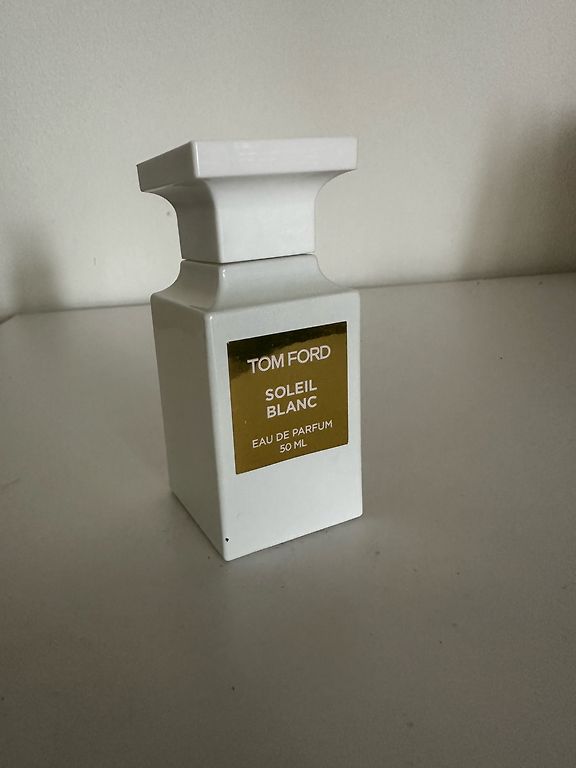 TOM FORD
SOLEIL
BLANC
EAU DE PARFUM
50 ML